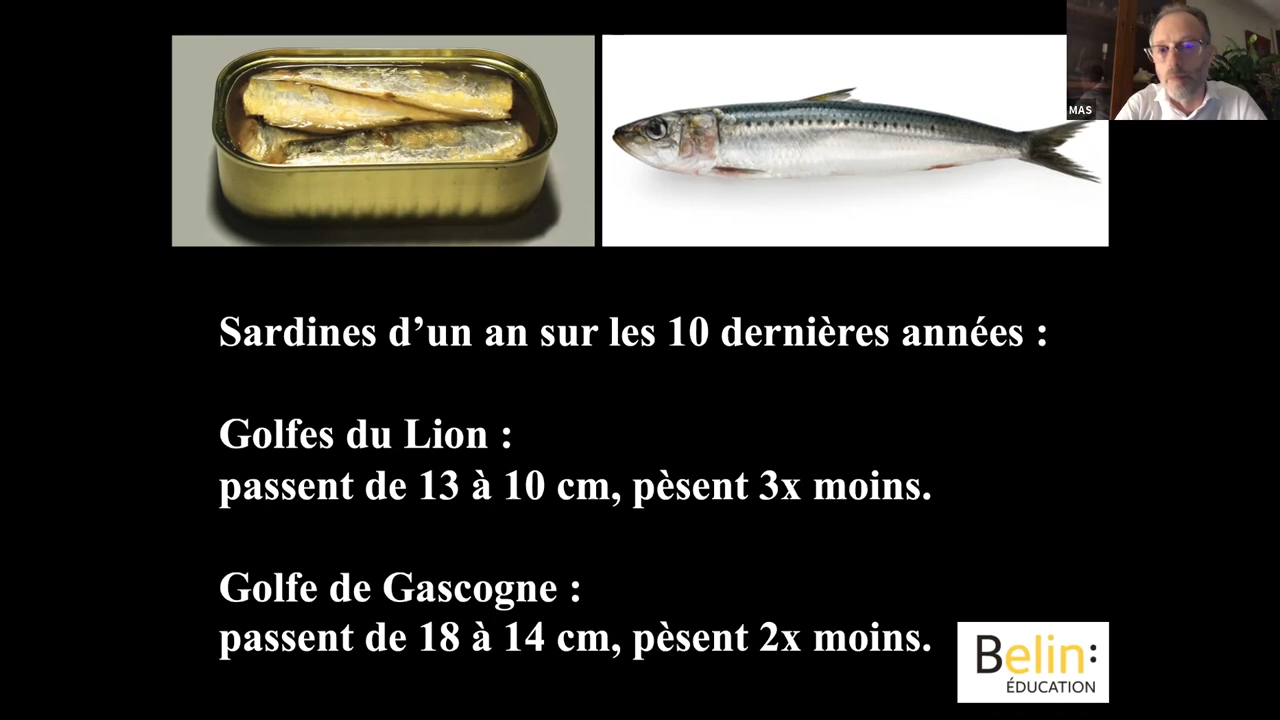 MAS
Sardines d’un an sur les 10 dernières années :
Golfes du Lion :
passent de 13 à 10 cm, pèsent 3x moins.
Golfe de Gascogne :
passent de 18 à 14 cm, pèsent 2x moins.
Belin:
ÉDUCATION